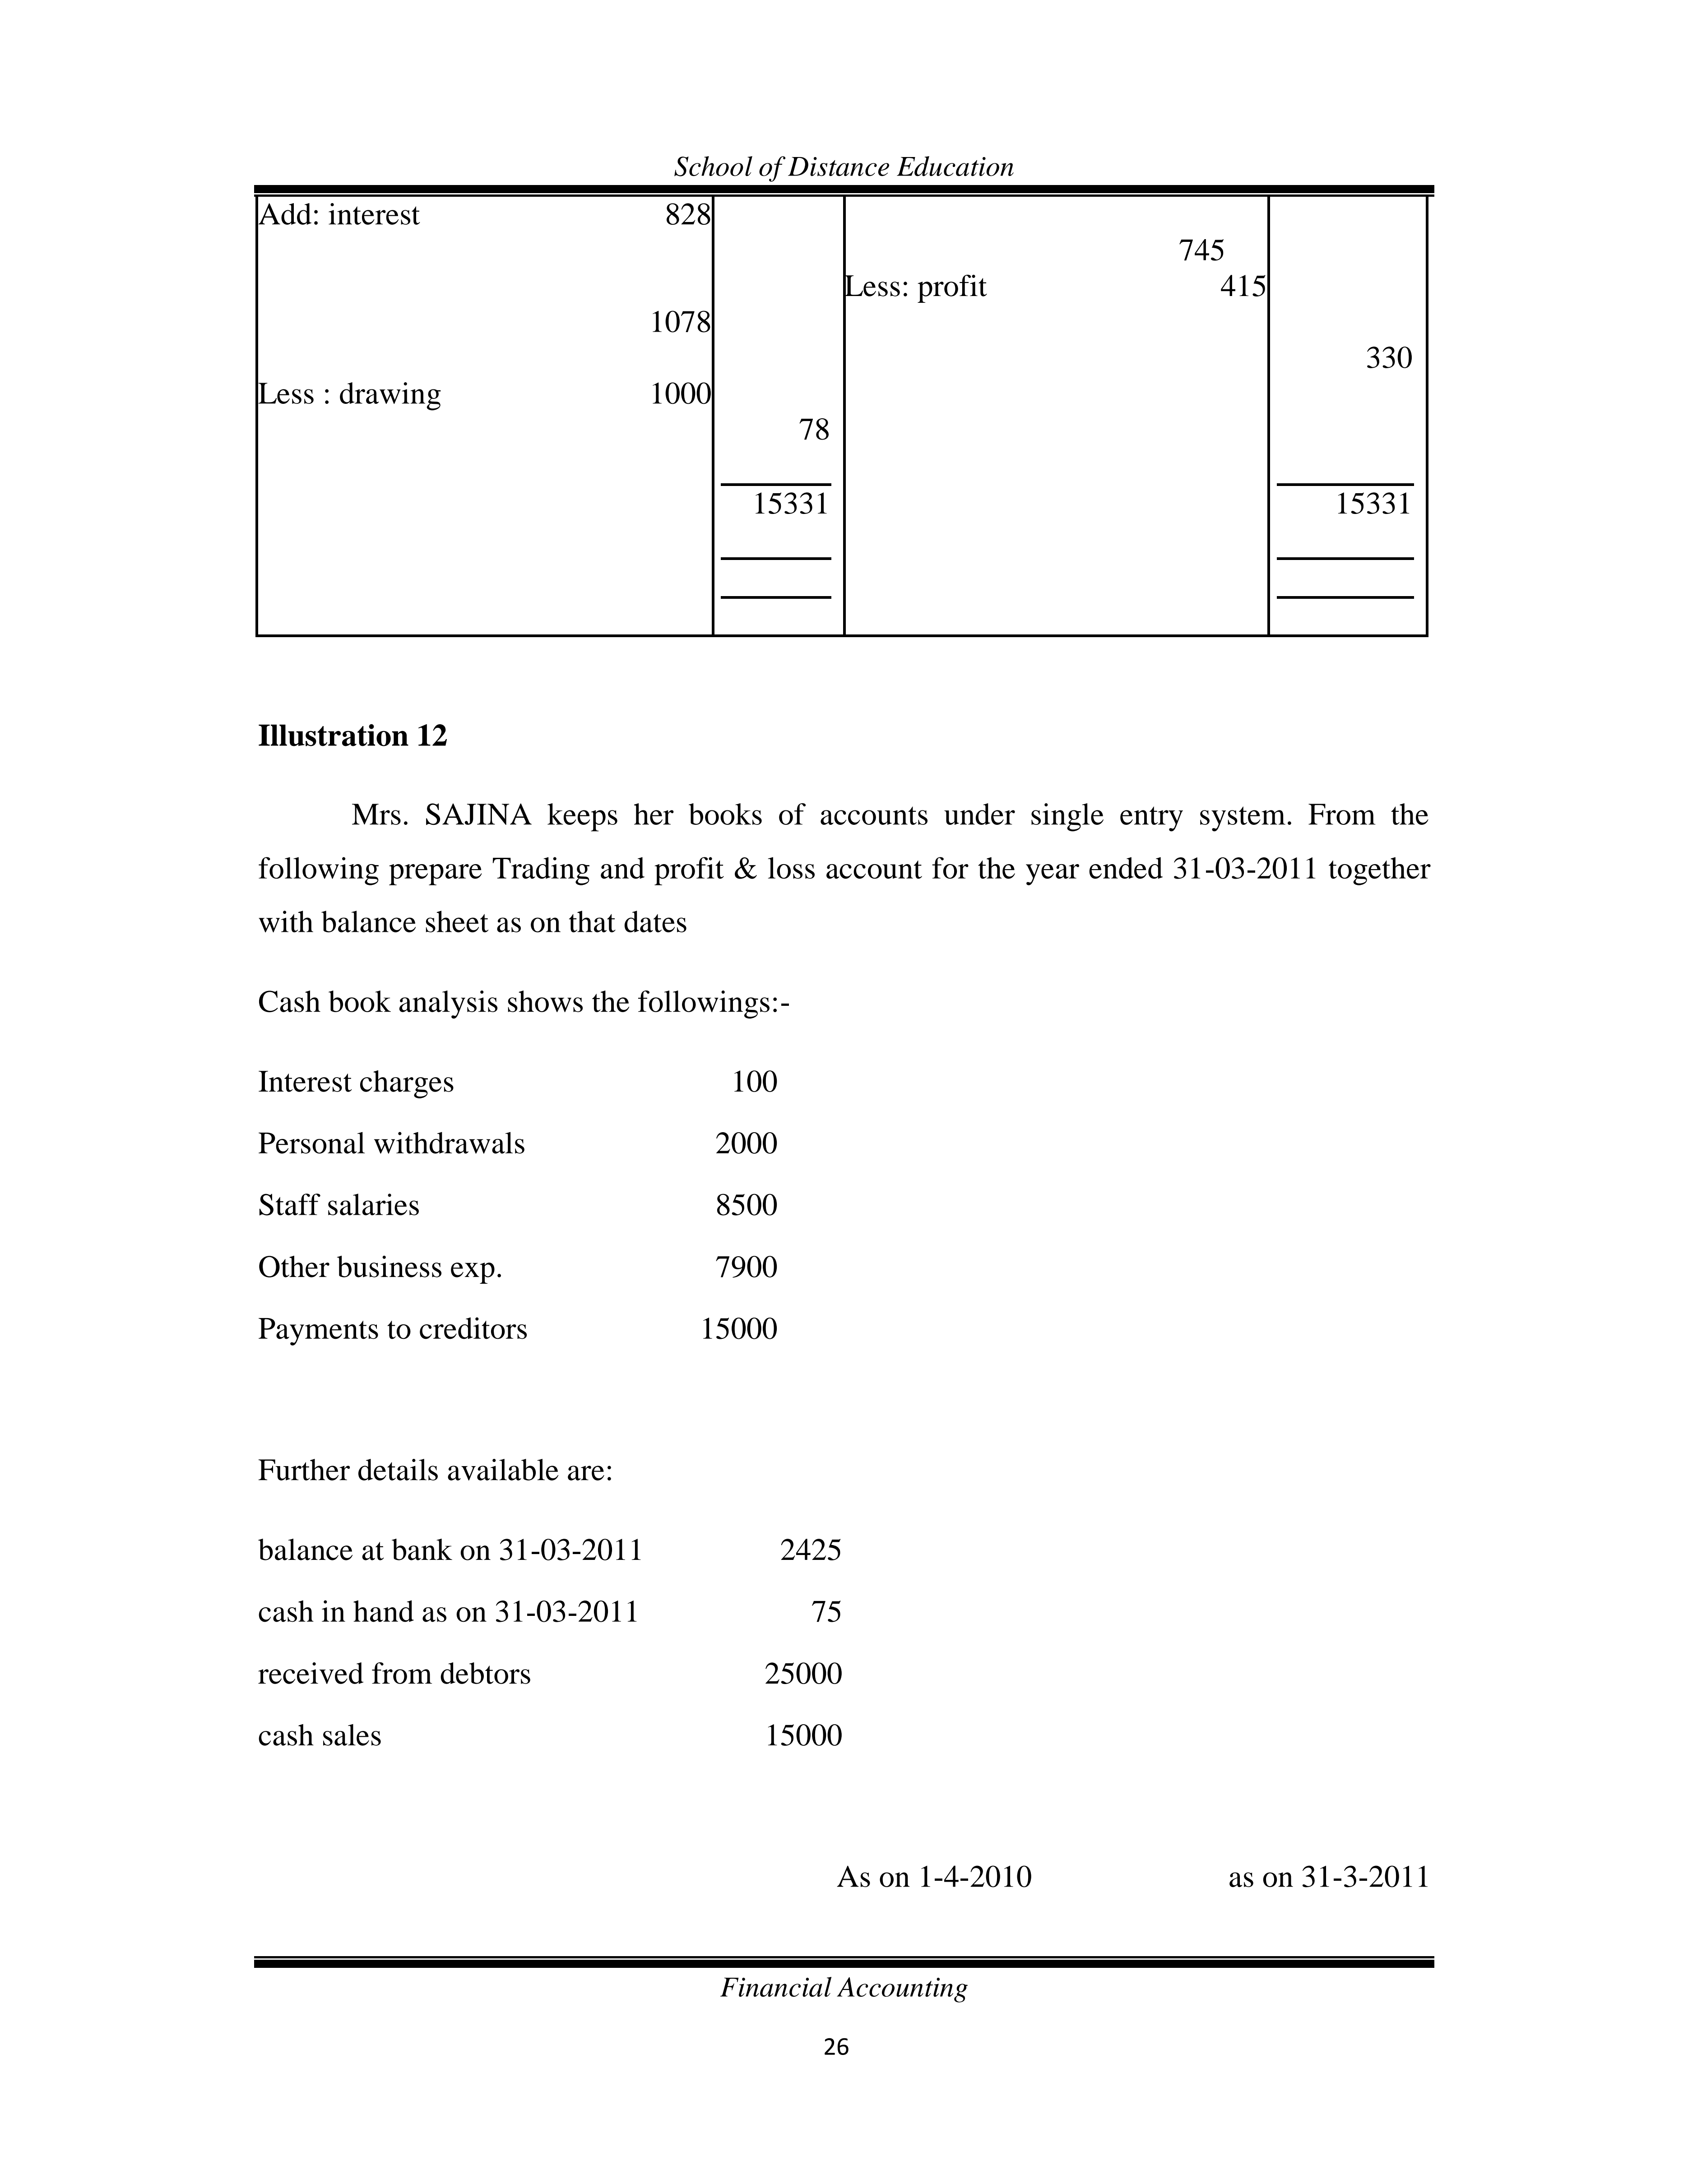 School of Distance Education
Add: interest 828
745
Less: profit 415
1078
330
Less : drawing 1000
78
15331 15331
Illustration 12
Mrs. SAJINA keeps her books of accounts under single entry system. From the
following prepare Trading and profit & loss account for the year ended 31-03-2011 together
with balance sheet as on that dates
Cash book analysis shows the followings:-
Interest charges 100
Personal withdrawals 2000
Staff salaries 8500
Other business exp. 7900
Payments to creditors 15000
Further details available are:
balance at bank on 31-03-2011 2425
cash in hand as on 31-03-2011 75
received from debtors 25000
cash sales 15000
As on 1-4-2010 as on 31-3-2011
Financial Accounting
26